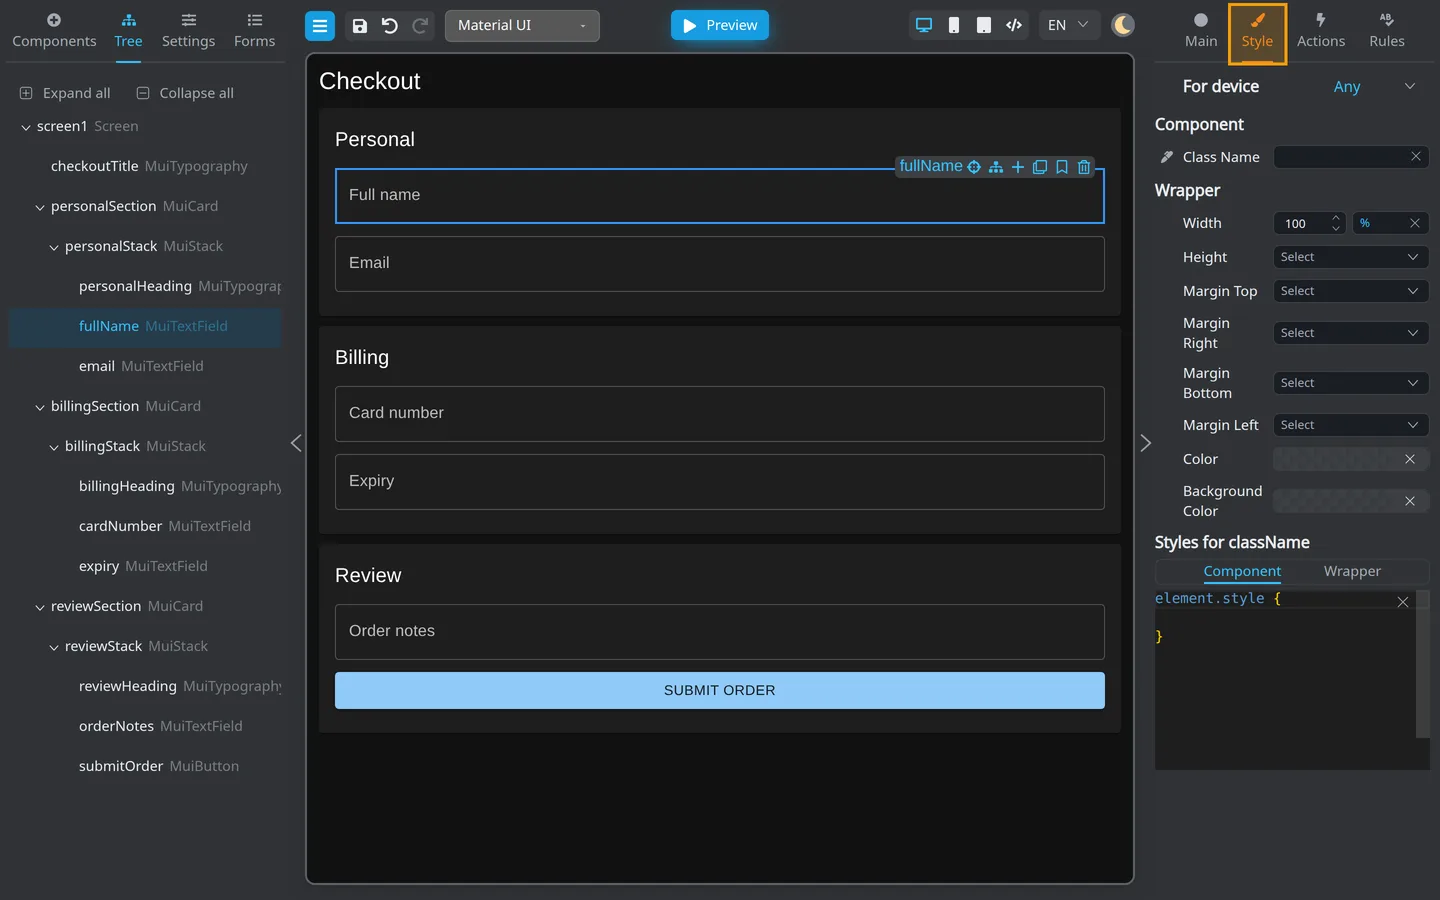 Components Tree Settings Forms
Material UI
Preview
EN
Main Style Actions Rules
Expand all Collapse all
screen1 Screen
checkoutTitle MuiTypography
personalSection MuiCard
personalStack MuiStack
personalHeading MuiTypograp
fullName MuiTextField
email MuiTextField
billingSection MuiCard
billingStack MuiStack
billingHeading MuiTypography
cardNumber MuiTextField
expiry MuiTextField
reviewSection MuiCard
reviewStack MuiStack
reviewHeading MuiTypography
orderNotes MuiTextField
submitOrder MuiButton
Checkout
Personal
fullName
Full name
Email
Billing
Card number
Expiry
Review
Order notes
SUBMIT ORDER
For device Any
Component
Class Name
Wrapper
Width 100 %
Height Select
Margin Top Select
Margin
Right Select
Margin
Bottom Select
Margin Left Select
Color
Background
Color
Styles for className
Component Wrapper
element.style {
}